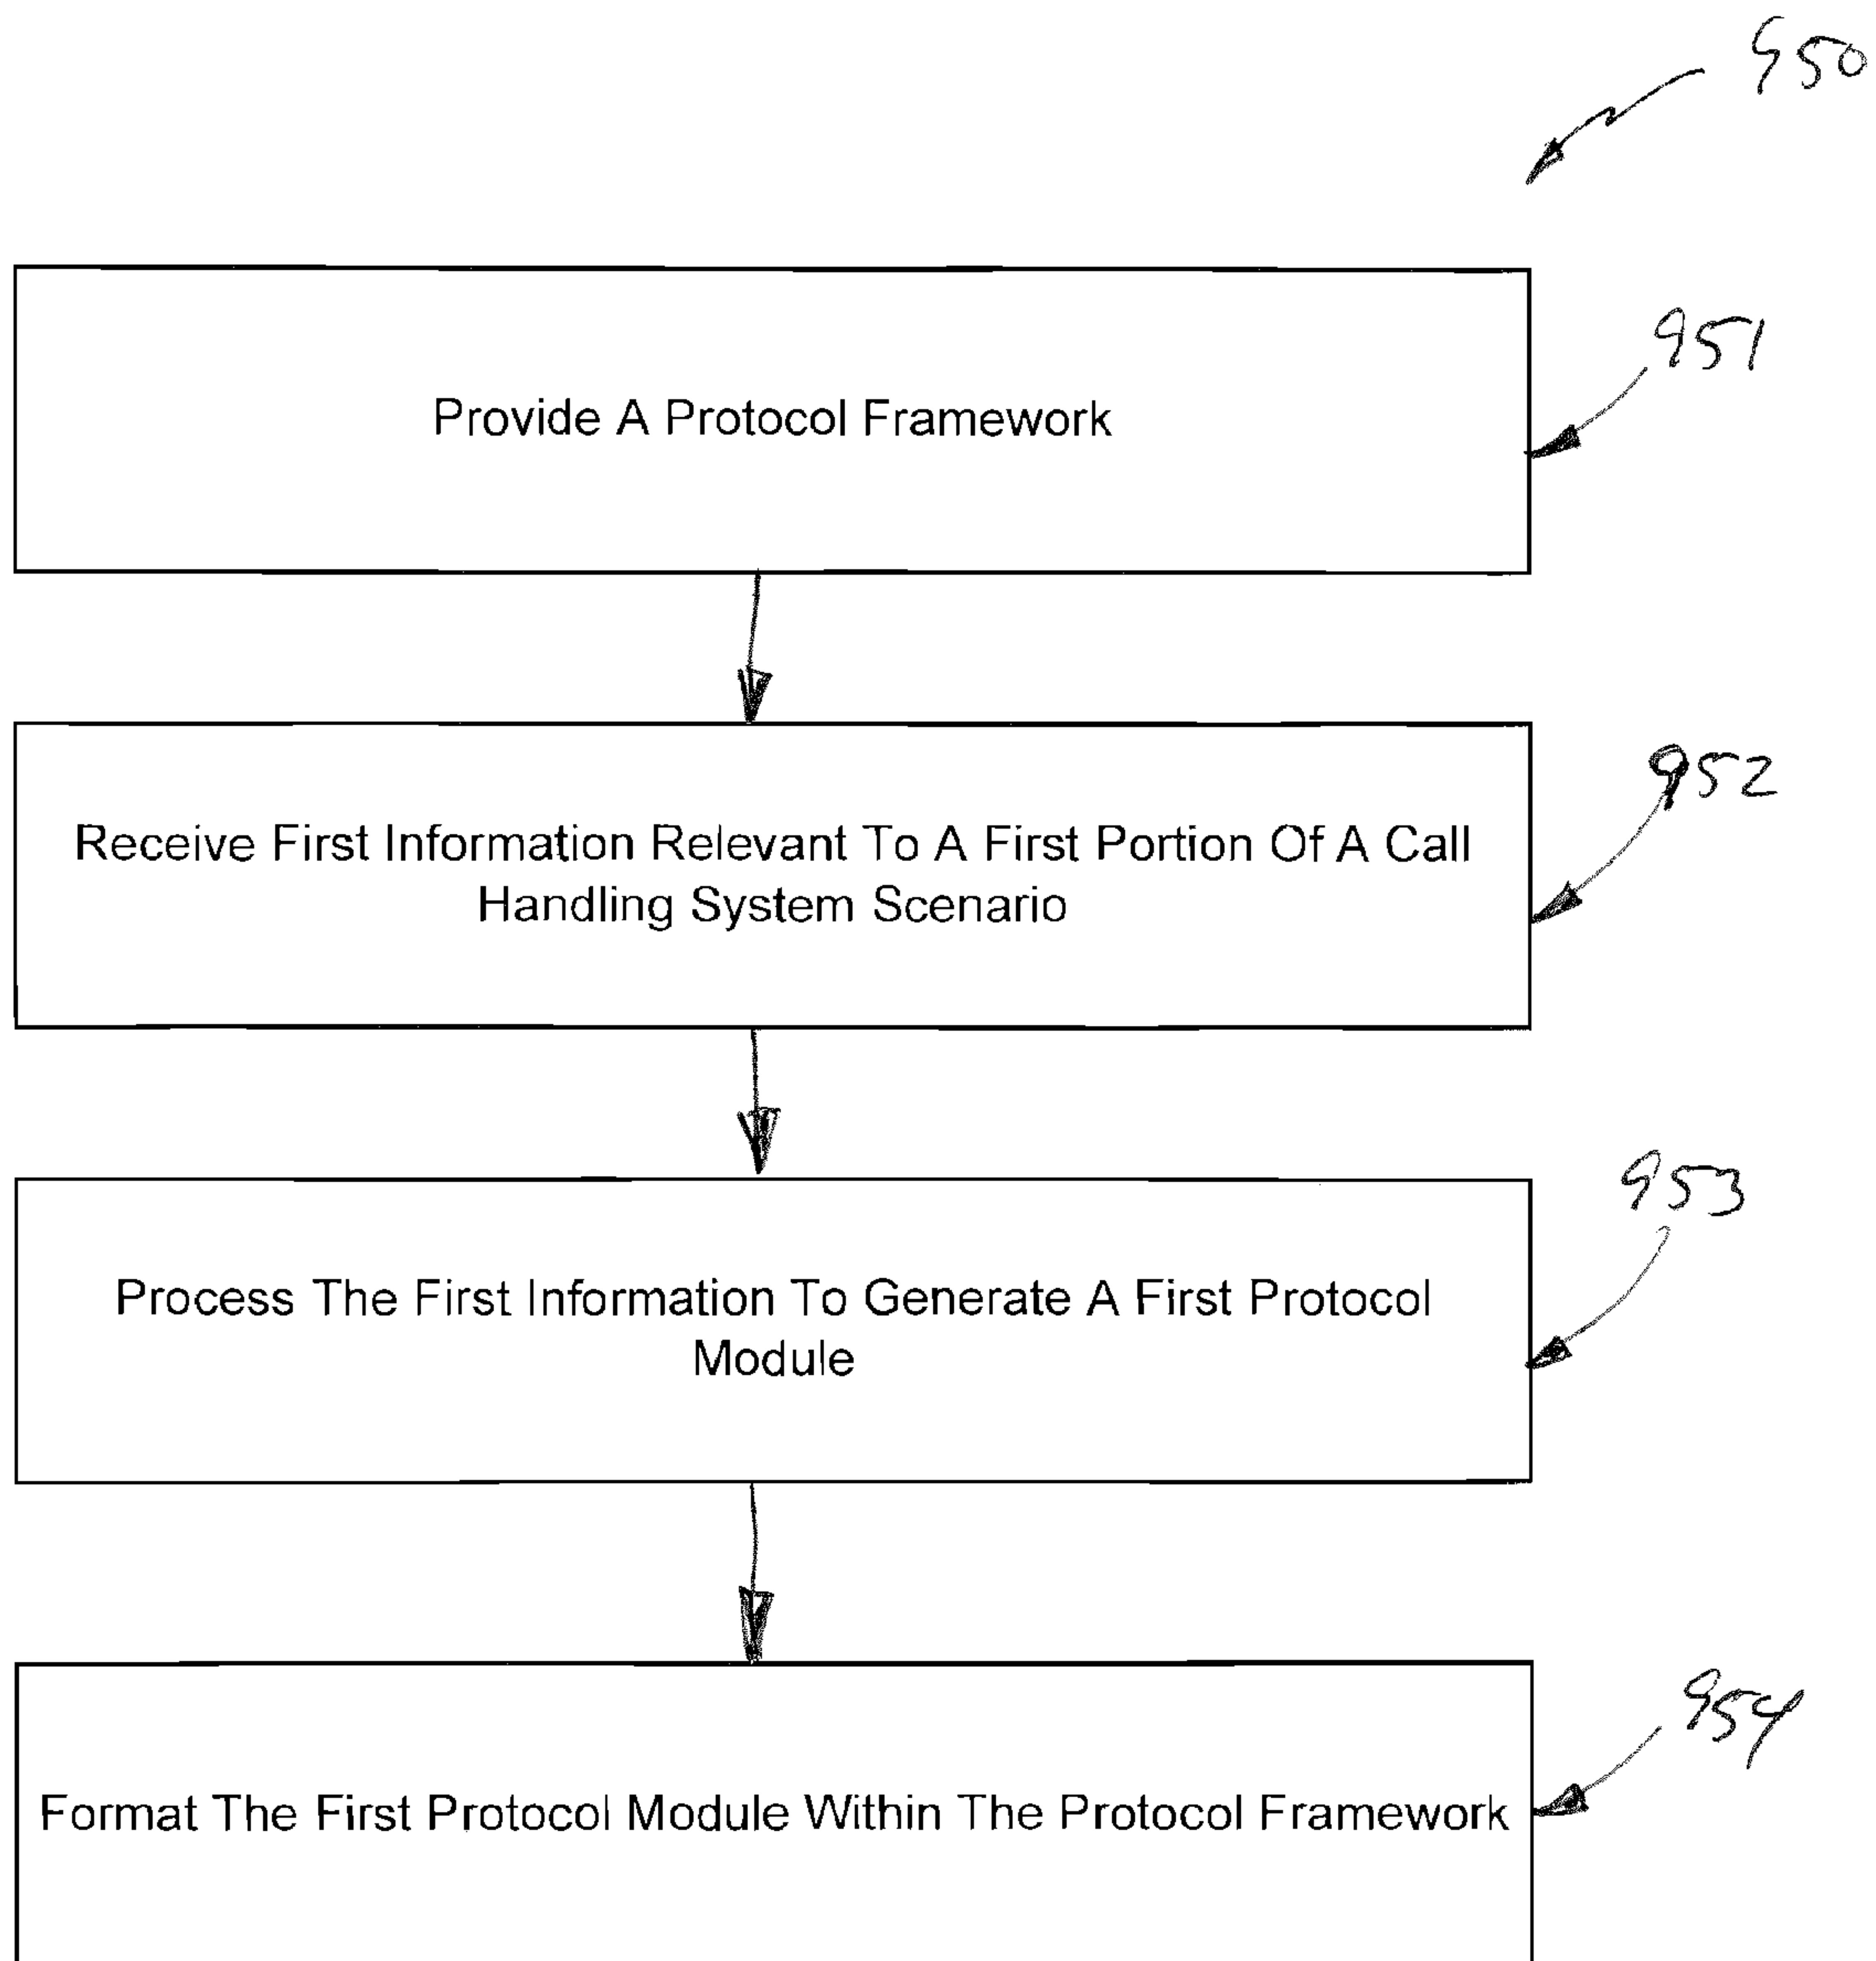 950
Provide A Protocol Framework
951
Receive First Information Relevant To A First Portion Of A Call
Handling System Scenario
952
Process The First Information To Generate A First Protocol
Module
953
Format The First Protocol Module Within The Protocol Framework
954